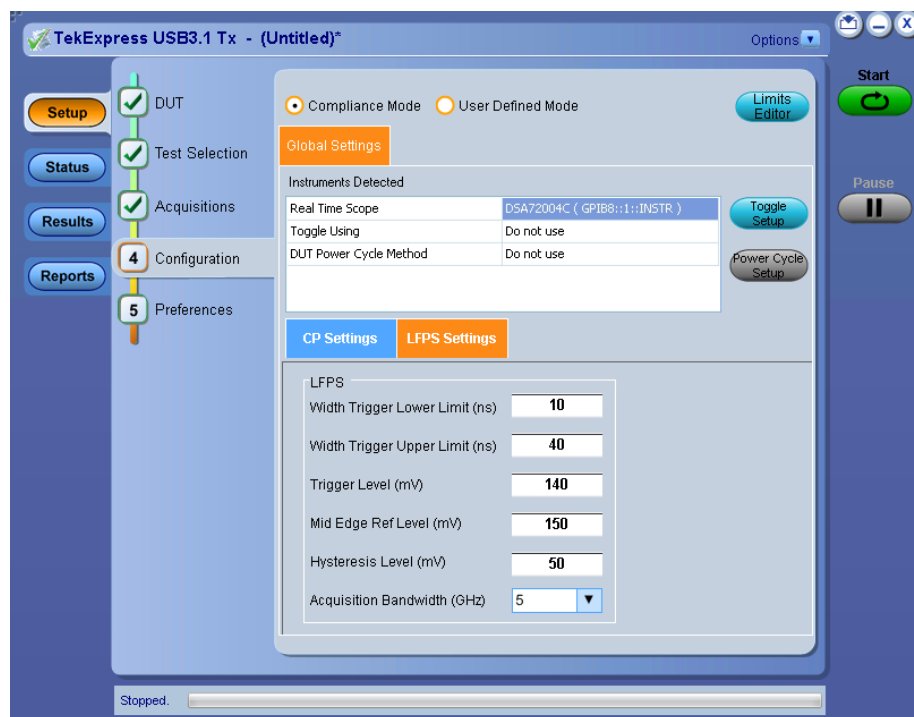 TekExpress USB3.1 Tx - (Untitled)*
Options
X
Start
Setup
Status
Results
Reports
DUT
Test Selection
Acquisitions
4 Configuration
5 Preferences
Compliance Mode User Defined Mode
Limits Editor
Global Settings
Instruments Detected
Real Time Scope DSA72004C ( GPIB8::1::INSTR )
Toggle Using Do not use
DUT Power Cycle Method Do not use
Toggle Setup
Power Cycle Setup
Pause
CP Settings LFPS Settings
LFPS
Width Trigger Lower Limit (ns) 10
Width Trigger Upper Limit (ns) 40
Trigger Level (mV) 140
Mid Edge Ref Level (mV) 150
Hysteresis Level (mV) 50
Acquisition Bandwidth (GHz) 5
Stopped.